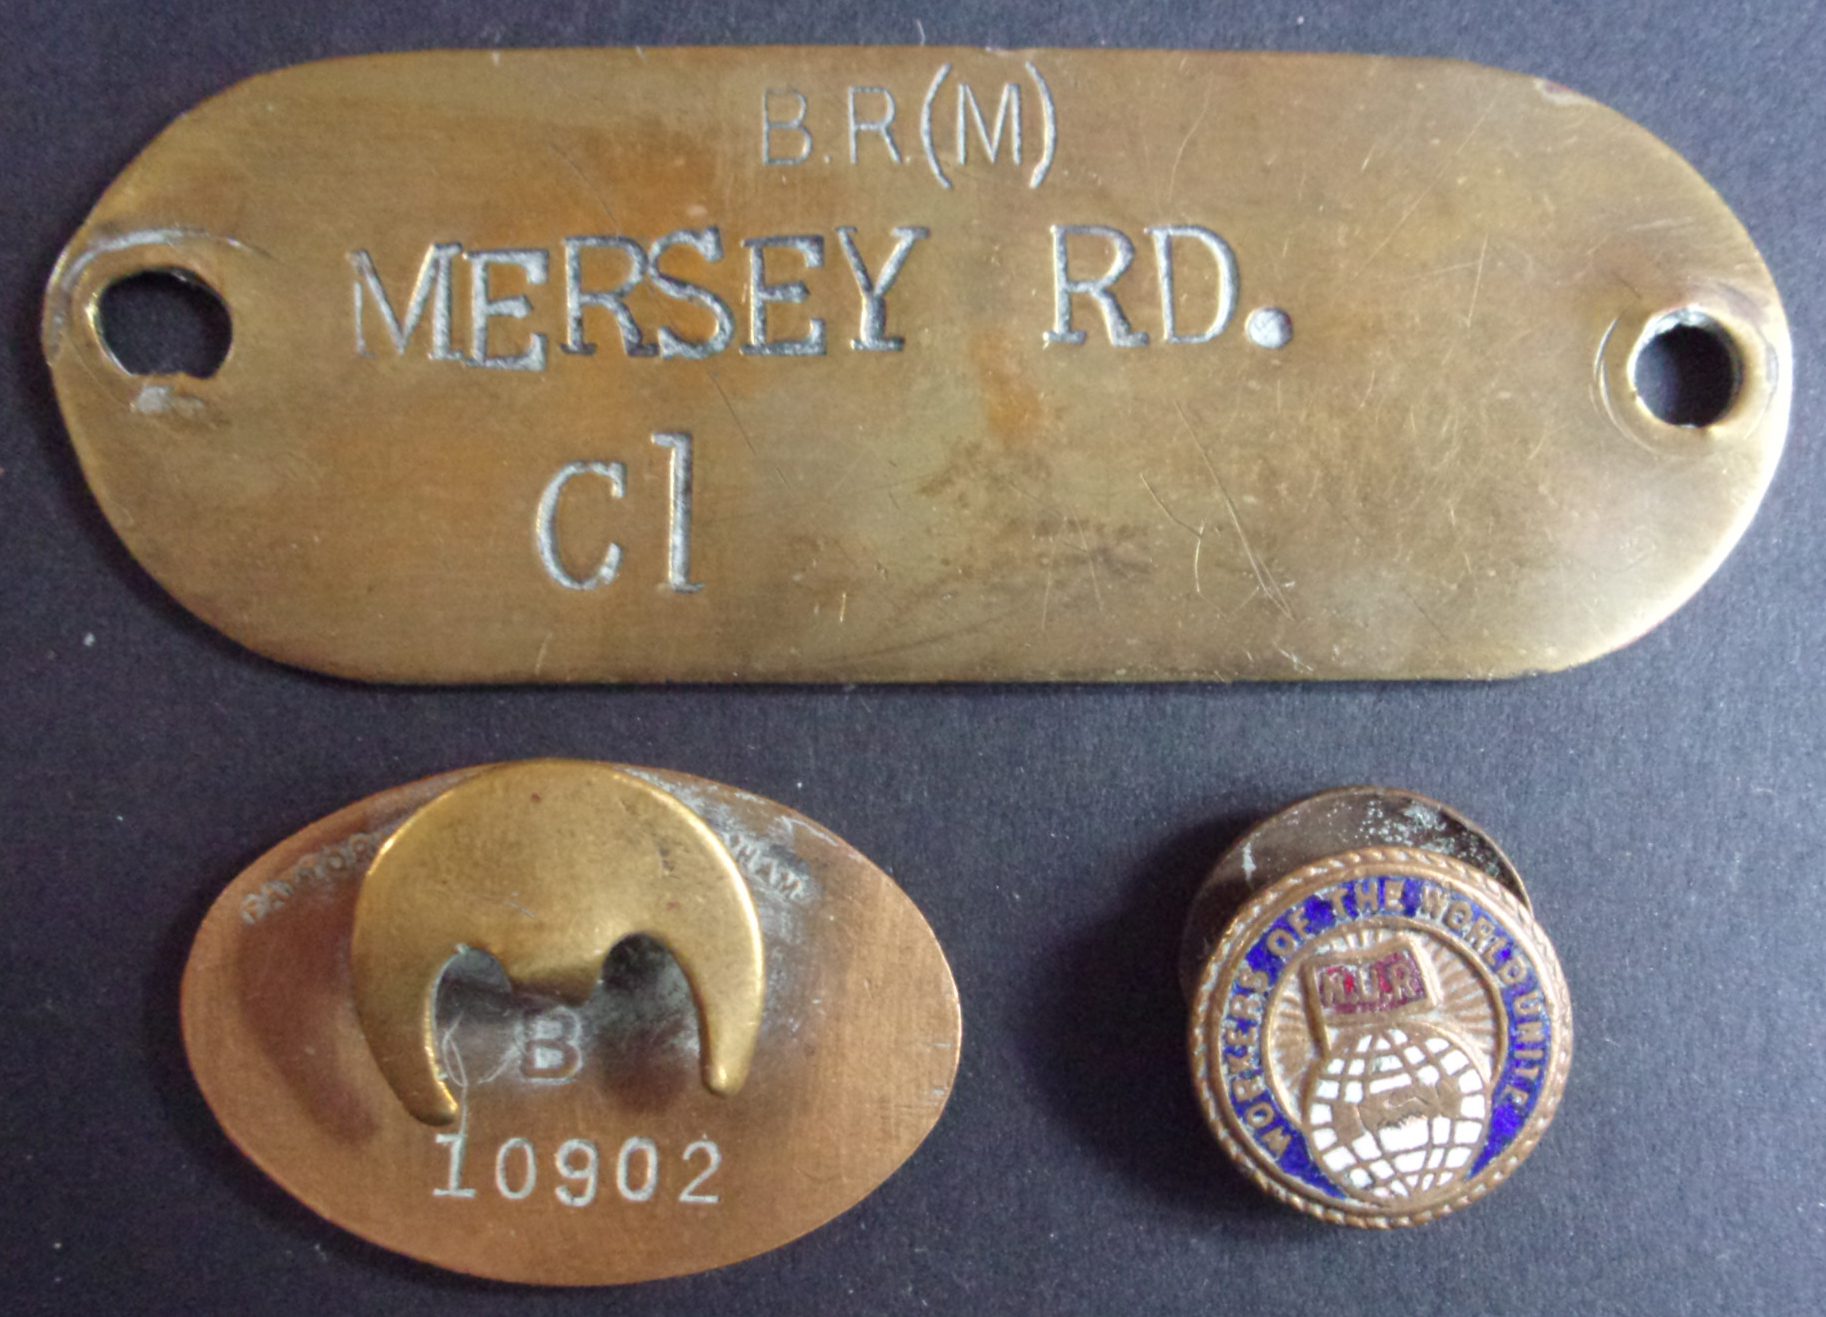 B.R.(M)
MERSEY RD.
Cl
B
10902
WORKERS OF THE WORLD UNITE
N.U.R